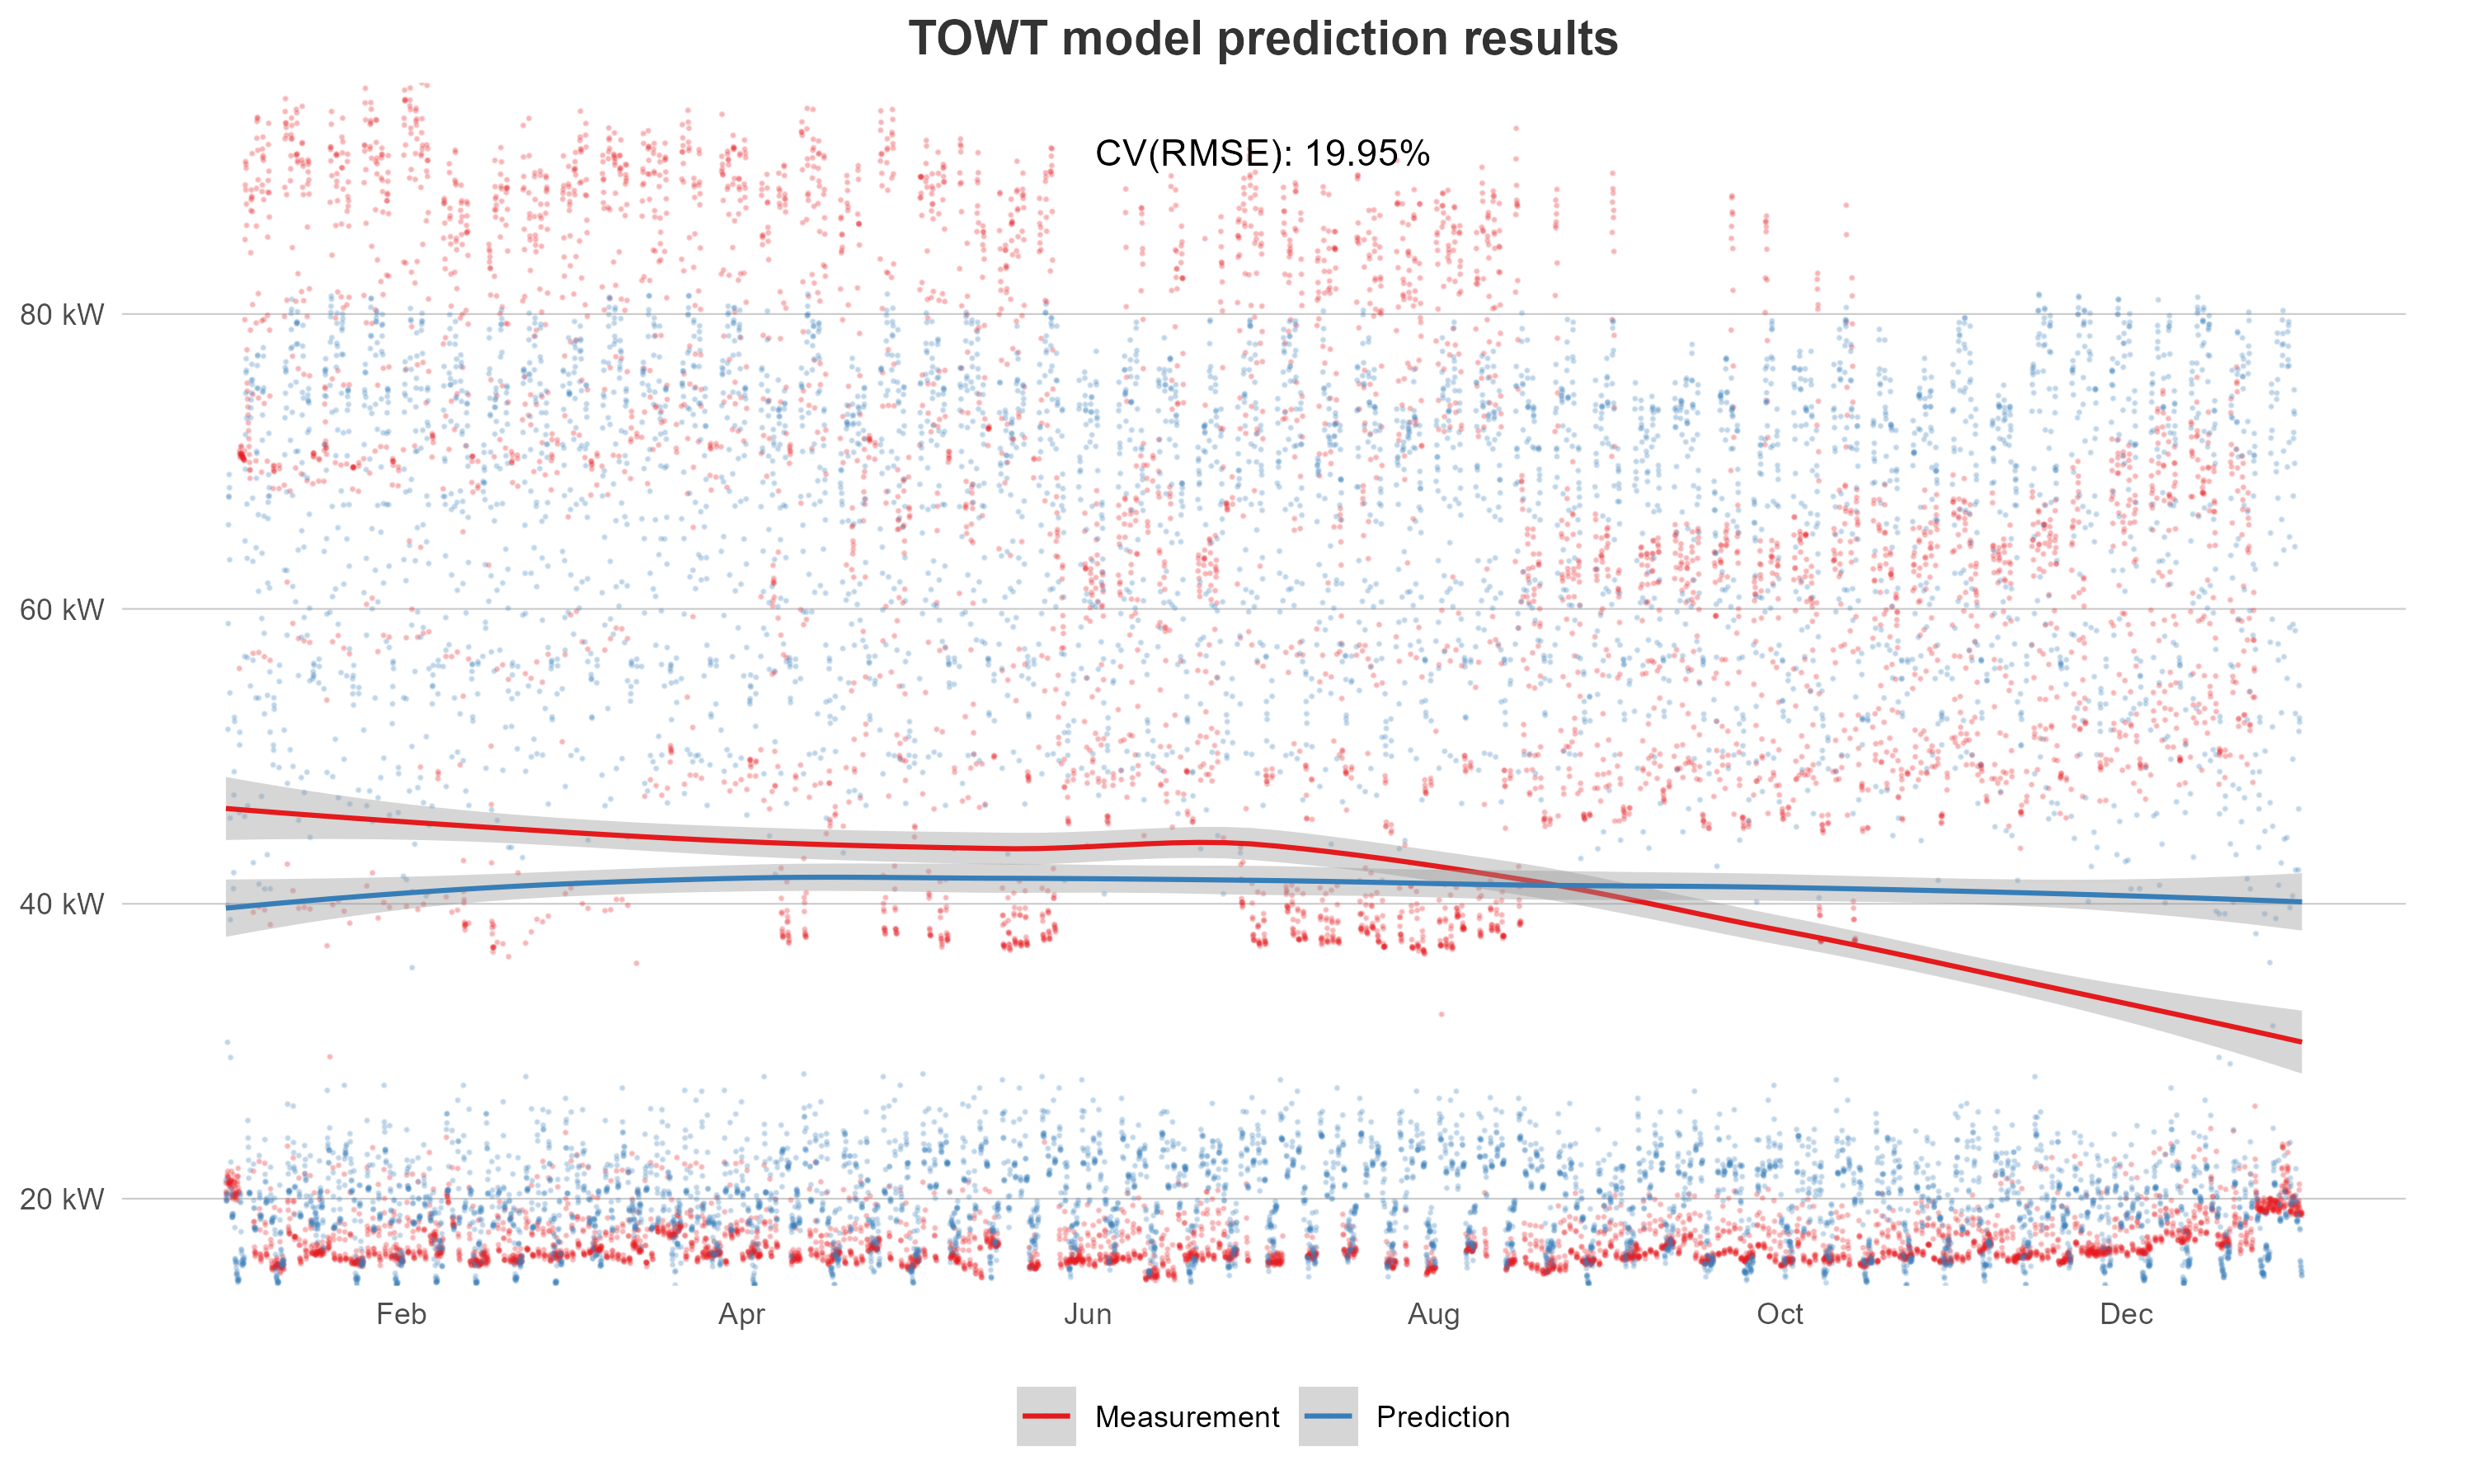 TOWT model prediction results
CV(RMSE): 19.95%
80 kW
60 kW
40 kW
20 kW
Feb Apr Jun Aug Oct Dec
Measurement Prediction